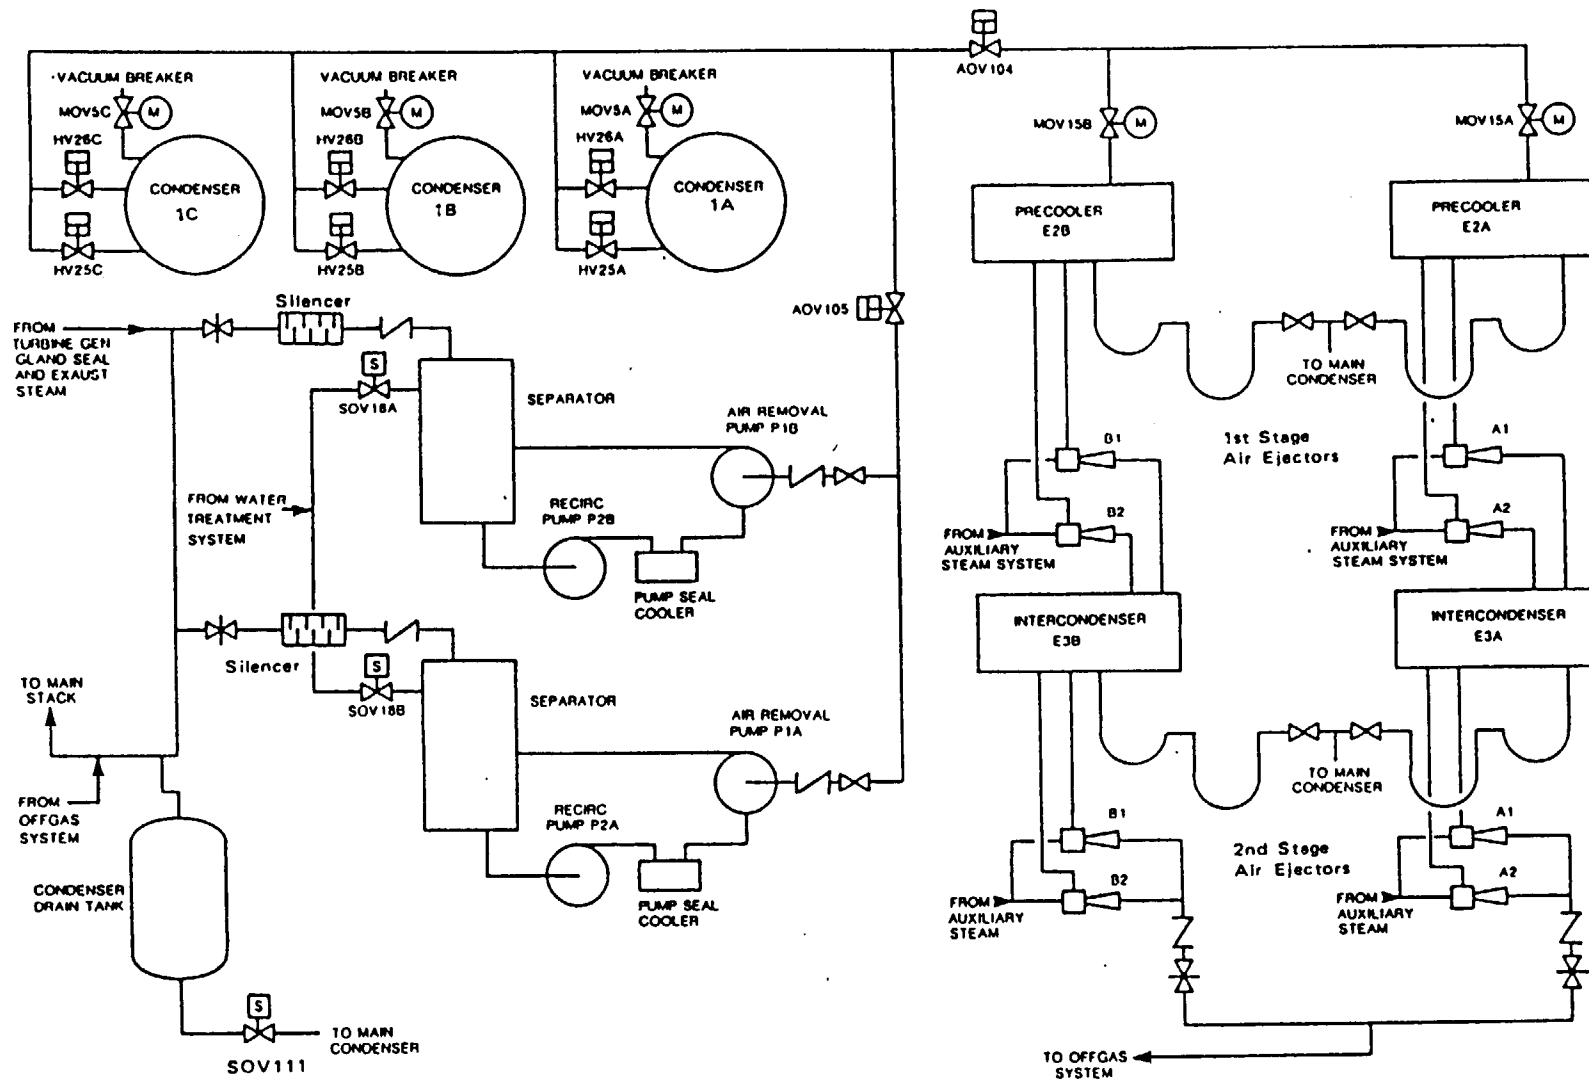 AOV104
VACUUM BREAKER
MOV5C
M
HV26C
CONDENSER
1C
HV25C
VACUUM BREAKER
MOV5B
M
HV26B
CONDENSER
1B
HV25B
VACUUM BREAKER
MOV5A
M
HV26A
CONDENSER
1A
HV25A
MOV15B
M
MOV15A
M
PRECOOLER
E2B
PRECOOLER
E2A
AOV105
Silencer
FROM
TURBINE GEN
GLAND SEAL
AND EXAUST
STEAM
S
SOV18A
SEPARATOR
AIR REMOVAL
PUMP P1B
FROM WATER
TREATMENT
SYSTEM
RECIRC
PUMP P2B
PUMP SEAL
COOLER
TO MAIN
CONDENSER
1st Stage
Air Ejectors
B1
B2
FROM
AUXILIARY
STEAM SYSTEM
A1
A2
FROM
AUXILIARY
STEAM SYSTEM
INTERCONDENSER
E3B
INTERCONDENSER
E3A
Silencer
S
SOV18B
SEPARATOR
AIR REMOVAL
PUMP P1A
TO MAIN
STACK
FROM
OFFGAS
SYSTEM
RECIRC
PUMP P2A
PUMP SEAL
COOLER
CONDENSER
DRAIN TANK
S
SOV111
TO MAIN
CONDENSER
TO MAIN
CONDENSER
2nd Stage
Air Ejectors
B1
B2
FROM
AUXILIARY
STEAM
A1
A2
FROM
AUXILIARY
STEAM
TO OFFGAS
SYSTEM